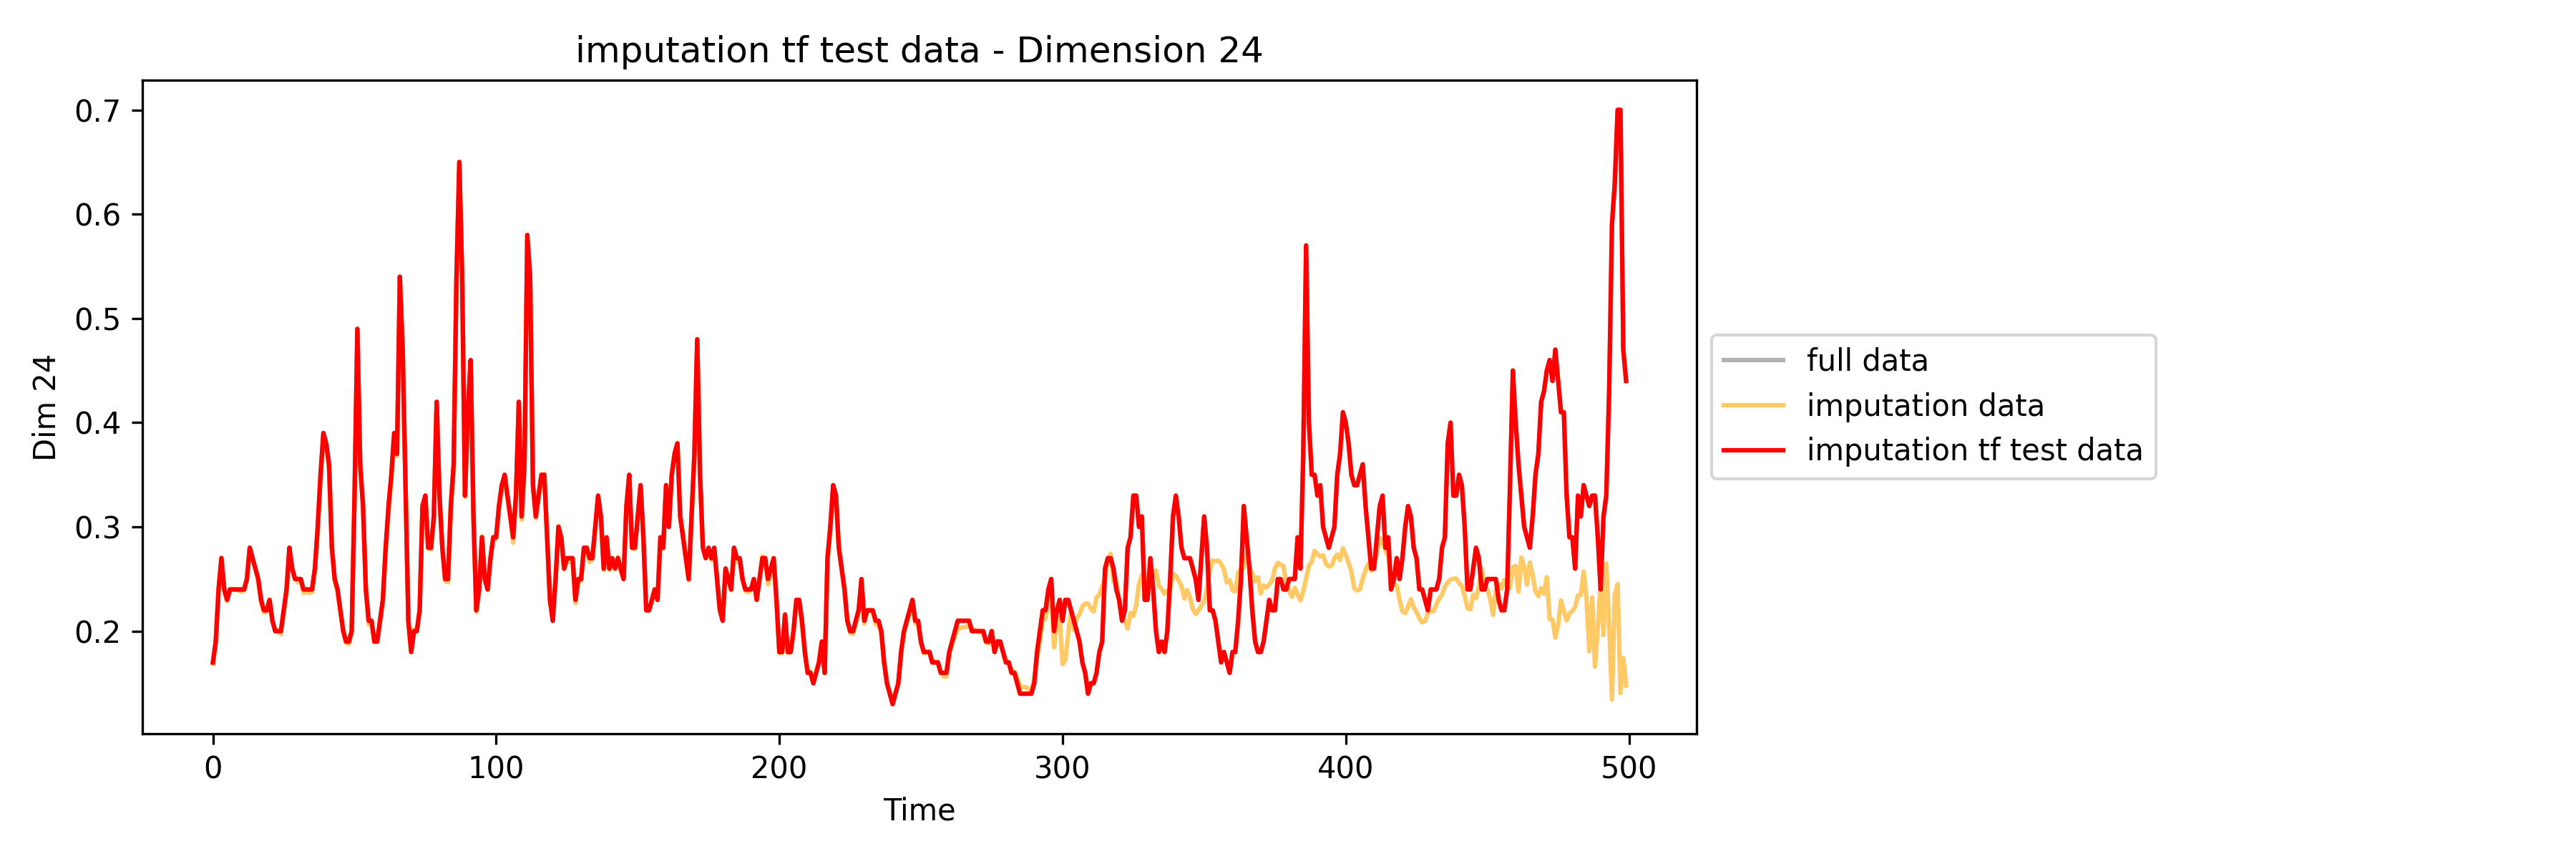 imputation tf test data - Dimension 24
0.7
0.6
0.5
0.4
0.3
0.2
Dim 24
0
100
200
300
400
500
Time
full data
imputation data
imputation tf test data